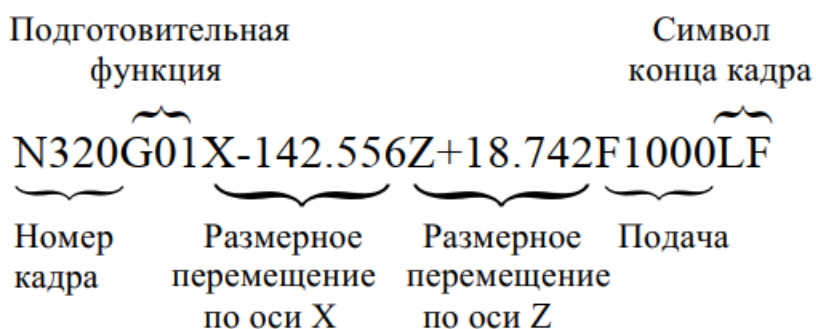 Подготовительная
функция
Символ
конца кадра
N320G01X-142.556Z+18.742F1000LF
Номер
кадра
Размерное
перемещение
по оси X
Размерное
перемещение
по оси Z
Подача